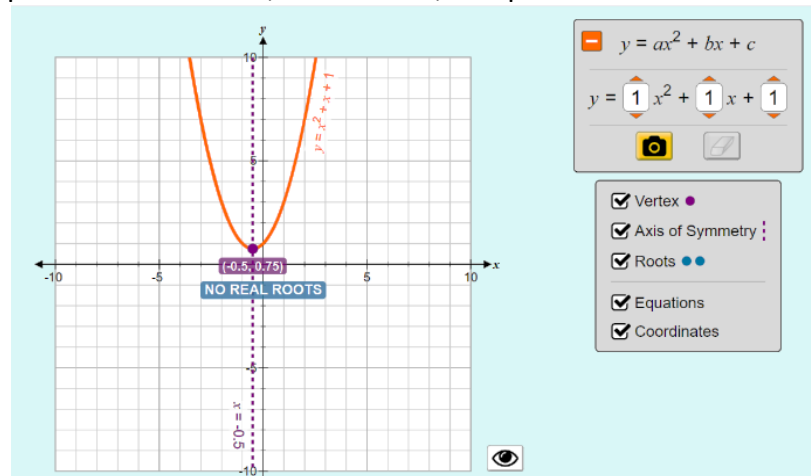 y
10
y = x² + x + 1
5
(-0.5, 0.75)
x
-10
-5
5
10
NO REAL ROOTS
-5
x = -0.5
-10
y = ax² + bx + c
y = 1 x² + 1 x + 1
Vertex
Axis of Symmetry
Roots
Equations
Coordinates